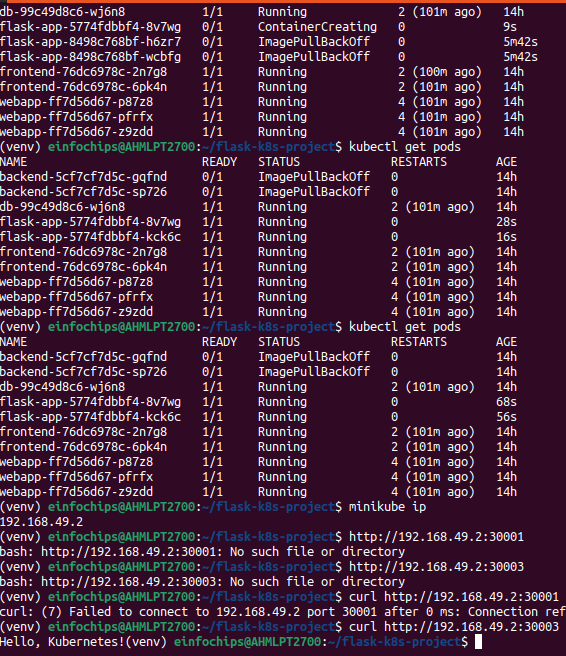 db-99c49d8c6-wj6n8 1/1 Running 2 (101m ago) 14h
flask-app-5774fdbbf4-8v7wg 0/1 ContainerCreating 0 9s
flask-app-8498c768bf-h6zr7 0/1 ImagePullBackOff 0 5m42s
flask-app-8498c768bf-wcbfg 0/1 ImagePullBackOff 0 5m42s
frontend-76dc6978c-2n7g8 1/1 Running 2 (100m ago) 14h
frontend-76dc6978c-6pk4n 1/1 Running 2 (101m ago) 14h
webapp-ff7d56d67-p87z8 1/1 Running 4 (101m ago) 14h
webapp-ff7d56d67-pfrfx 1/1 Running 4 (101m ago) 14h
webapp-ff7d56d67-z9zdd 1/1 Running 4 (101m ago) 14h
(venv) einfochips@AHMLPT2700:~/flask-k8s-project$ kubectl get pods
NAME READY STATUS RESTARTS AGE
backend-5cf7cf7d5c-gqfnd 0/1 ImagePullBackOff 0 14h
backend-5cf7cf7d5c-sp726 0/1 ImagePullBackOff 0 14h
db-99c49d8c6-wj6n8 1/1 Running 2 (101m ago) 14h
flask-app-5774fdbbf4-8v7wg 1/1 Running 0 28s
flask-app-5774fdbbf4-kck6c 1/1 Running 0 16s
frontend-76dc6978c-2n7g8 1/1 Running 2 (101m ago) 14h
frontend-76dc6978c-6pk4n 1/1 Running 2 (101m ago) 14h
webapp-ff7d56d67-p87z8 1/1 Running 4 (101m ago) 14h
webapp-ff7d56d67-pfrfx 1/1 Running 4 (101m ago) 14h
webapp-ff7d56d67-z9zdd 1/1 Running 4 (101m ago) 14h
(venv) einfochips@AHMLPT2700:~/flask-k8s-project$ kubectl get pods
NAME READY STATUS RESTARTS AGE
backend-5cf7cf7d5c-gqfnd 0/1 ImagePullBackOff 0 14h
backend-5cf7cf7d5c-sp726 0/1 ImagePullBackOff 0 14h
db-99c49d8c6-wj6n8 1/1 Running 2 (101m ago) 14h
flask-app-5774fdbbf4-8v7wg 1/1 Running 0 68s
flask-app-5774fdbbf4-kck6c 1/1 Running 0 56s
frontend-76dc6978c-2n7g8 1/1 Running 2 (101m ago) 14h
frontend-76dc6978c-6pk4n 1/1 Running 2 (101m ago) 14h
webapp-ff7d56d67-p87z8 1/1 Running 4 (101m ago) 14h
webapp-ff7d56d67-pfrfx 1/1 Running 4 (101m ago) 14h
webapp-ff7d56d67-z9zdd 1/1 Running 4 (101m ago) 14h
(venv) einfochips@AHMLPT2700:~/flask-k8s-project$ minikube ip
192.168.49.2
(venv) einfochips@AHMLPT2700:~/flask-k8s-project$ http://192.168.49.2:30001
bash: http://192.168.49.2:30001: No such file or directory
(venv) einfochips@AHMLPT2700:~/flask-k8s-project$ http://192.168.49.2:30003
bash: http://192.168.49.2:30003: No such file or directory
(venv) einfochips@AHMLPT2700:~/flask-k8s-project$ curl http://192.168.49.2:30001
curl: (7) Failed to connect to 192.168.49.2 port 30001 after 0 ms: Connection ref
(venv) einfochips@AHMLPT2700:~/flask-k8s-project$ curl http://192.168.49.2:30003
Hello, Kubernetes!(venv) einfochips@AHMLPT2700:~/flask-k8s-project$